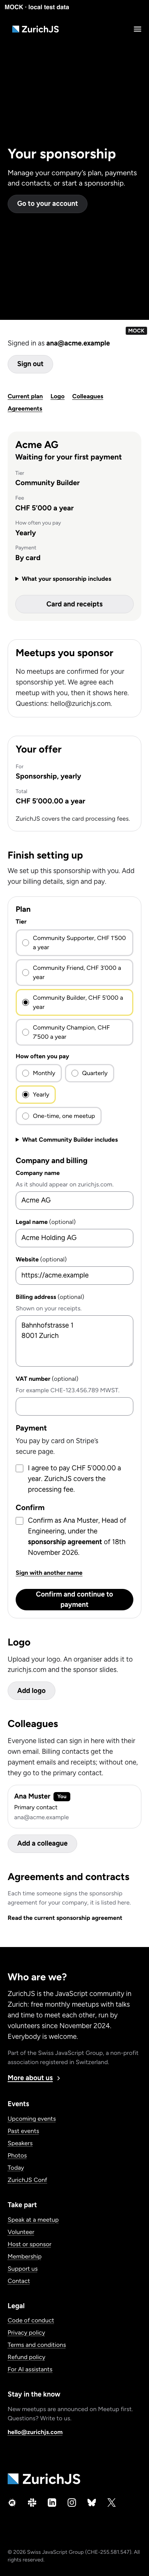 MOCK · local test data
ZurichJS
Your sponsorship
Manage your company's plan, payments
and contacts, or start a sponsorship.
Go to your account
MOCK
Signed in as ana@acme.example
Sign out
Current plan Logo Colleagues
Agreements
Acme AG
Waiting for your first payment
Tier
Community Builder
Fee
CHF 5'000 a year
How often you pay
Yearly
Payment
By card
What your sponsorship includes
Card and receipts
Meetups you sponsor
No meetups are confirmed for your
sponsorship yet. We agree each
meetup with you, then it shows here.
Questions: hello@zurichjs.com.
Your offer
For
Sponsorship, yearly
Total
CHF 5'000.00 a year
ZurichJS covers the card processing fees.
Finish setting up
We set up this sponsorship with you. Add
your billing details, sign and pay.
Plan
Tier
Community Supporter, CHF 1'500
a year
Community Friend, CHF 3'000 a
year
Community Builder, CHF 5'000 a
year
Community Champion, CHF
7'500 a year
How often you pay
Monthly Quarterly
Yearly
One-time, one meetup
What Community Builder includes
Company and billing
Company name
As it should appear on zurichjs.com.
Acme AG
Legal name (optional)
Acme Holding AG
Website (optional)
https://acme.example
Billing address (optional)
Shown on your receipts.
Bahnhofstrasse 1
8001 Zurich
VAT number (optional)
For example CHE-123.456.789 MWST.
Payment
You pay by card on Stripe's
secure page.
I agree to pay CHF 5'000.00 a
year. ZurichJS covers the
processing fee.
Confirm
Confirm as Ana Muster, Head of
Engineering, under the
sponsorship agreement of 18th
November 2026.
Sign with another name
Confirm and continue to
payment
Logo
Upload your logo. An organiser adds it to
zurichjs.com and the sponsor slides.
Add logo
Colleagues
Everyone listed can sign in here with their
own email. Billing contacts get the
payment emails and receipts; without one,
they go to the primary contact.
Ana Muster You
Primary contact
ana@acme.example
Add a colleague
Agreements and contracts
Each time someone signs the sponsorship
agreement for your company, it is listed here.
Read the current sponsorship agreement
Who are we?
ZurichJS is the JavaScript community in
Zurich: free monthly meetups with talks
and time to meet each other, run by
volunteers since November 2024.
Everybody is welcome.
Part of the Swiss JavaScript Group, a non-profit
association registered in Switzerland.
More about us
Events
Upcoming events
Past events
Speakers
Photos
Today
ZurichJS Conf
Take part
Speak at a meetup
Volunteer
Host or sponsor
Membership
Support us
Contact
Legal
Code of conduct
Privacy policy
Terms and conditions
Refund policy
For AI assistants
Stay in the know
New meetups are announced on Meetup first.
Questions? Write to us.
hello@zurichjs.com
ZurichJS
© 2026 Swiss JavaScript Group (CHE-255.581.547). All
rights reserved.